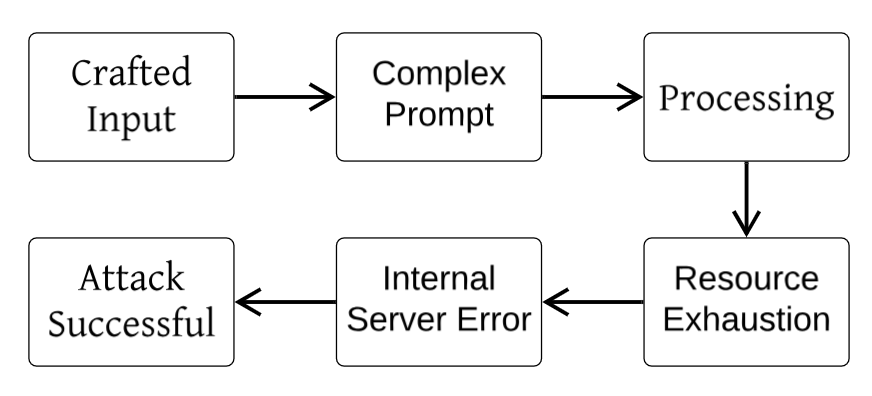 Crafted
Input
Complex
Prompt
Processing
Resource
Exhaustion
Internal
Server Error
Attack
Successful